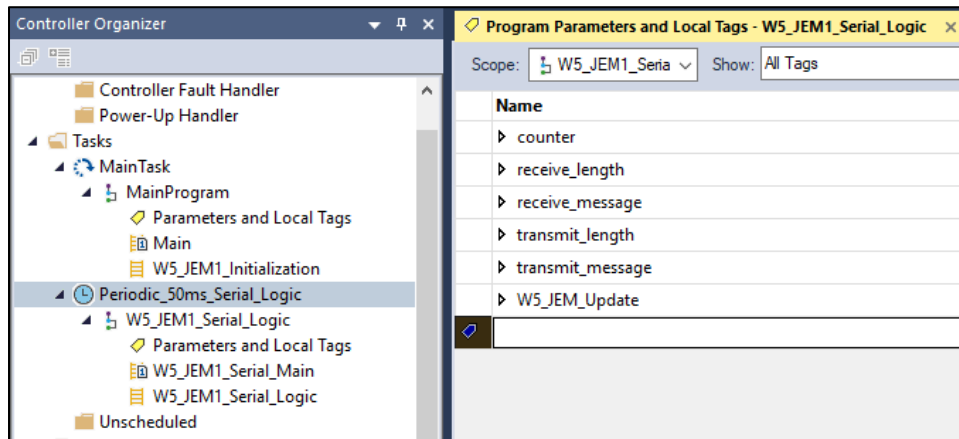 Controller Organizer
Controller Fault Handler
Power-Up Handler
Tasks
MainTask
MainProgram
Parameters and Local Tags
Main
W5_JEM1_Initialization
Periodic_50ms_Serial_Logic
W5_JEM1_Serial_Logic
Parameters and Local Tags
W5_JEM1_Serial_Main
W5_JEM1_Serial_Logic
Unscheduled
Program Parameters and Local Tags - W5_JEM1_Serial_Logic
Scope: W5_JEM1_Seria Show: All Tags
Name
counter
receive_length
receive_message
transmit_length
transmit_message
W5_JEM_Update